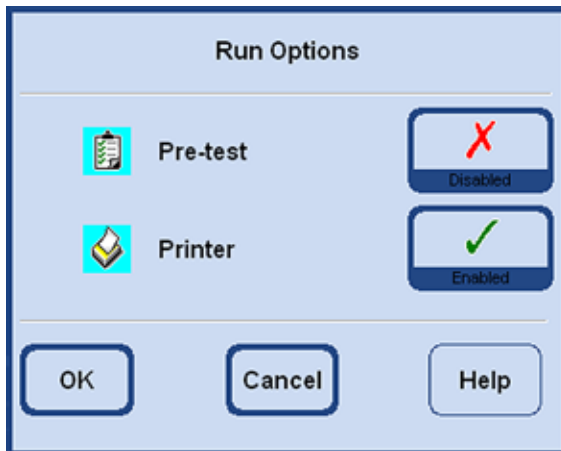 Run Options
Pre-test
Disabled
Printer
Enabled
OK
Cancel
Help